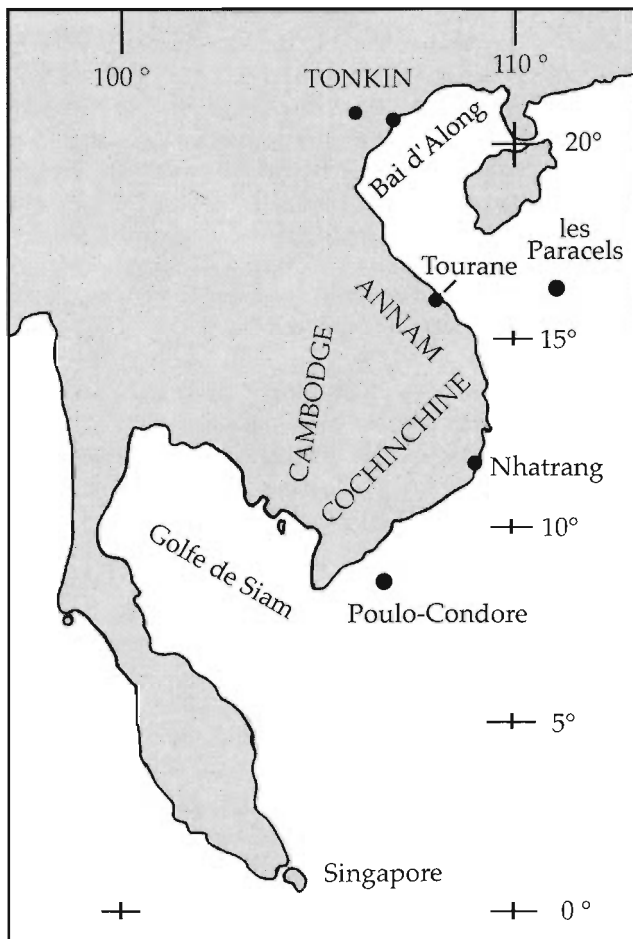 100 °
110 °
TONKIN
Bai d'Along
20°
les
Paracels
Tourane
ANNAM
15°
CAMBODGE
COCHINCHINE
Nhatrang
10°
Golfe de Siam
Poulo-Condore
5°
Singapore
0 °